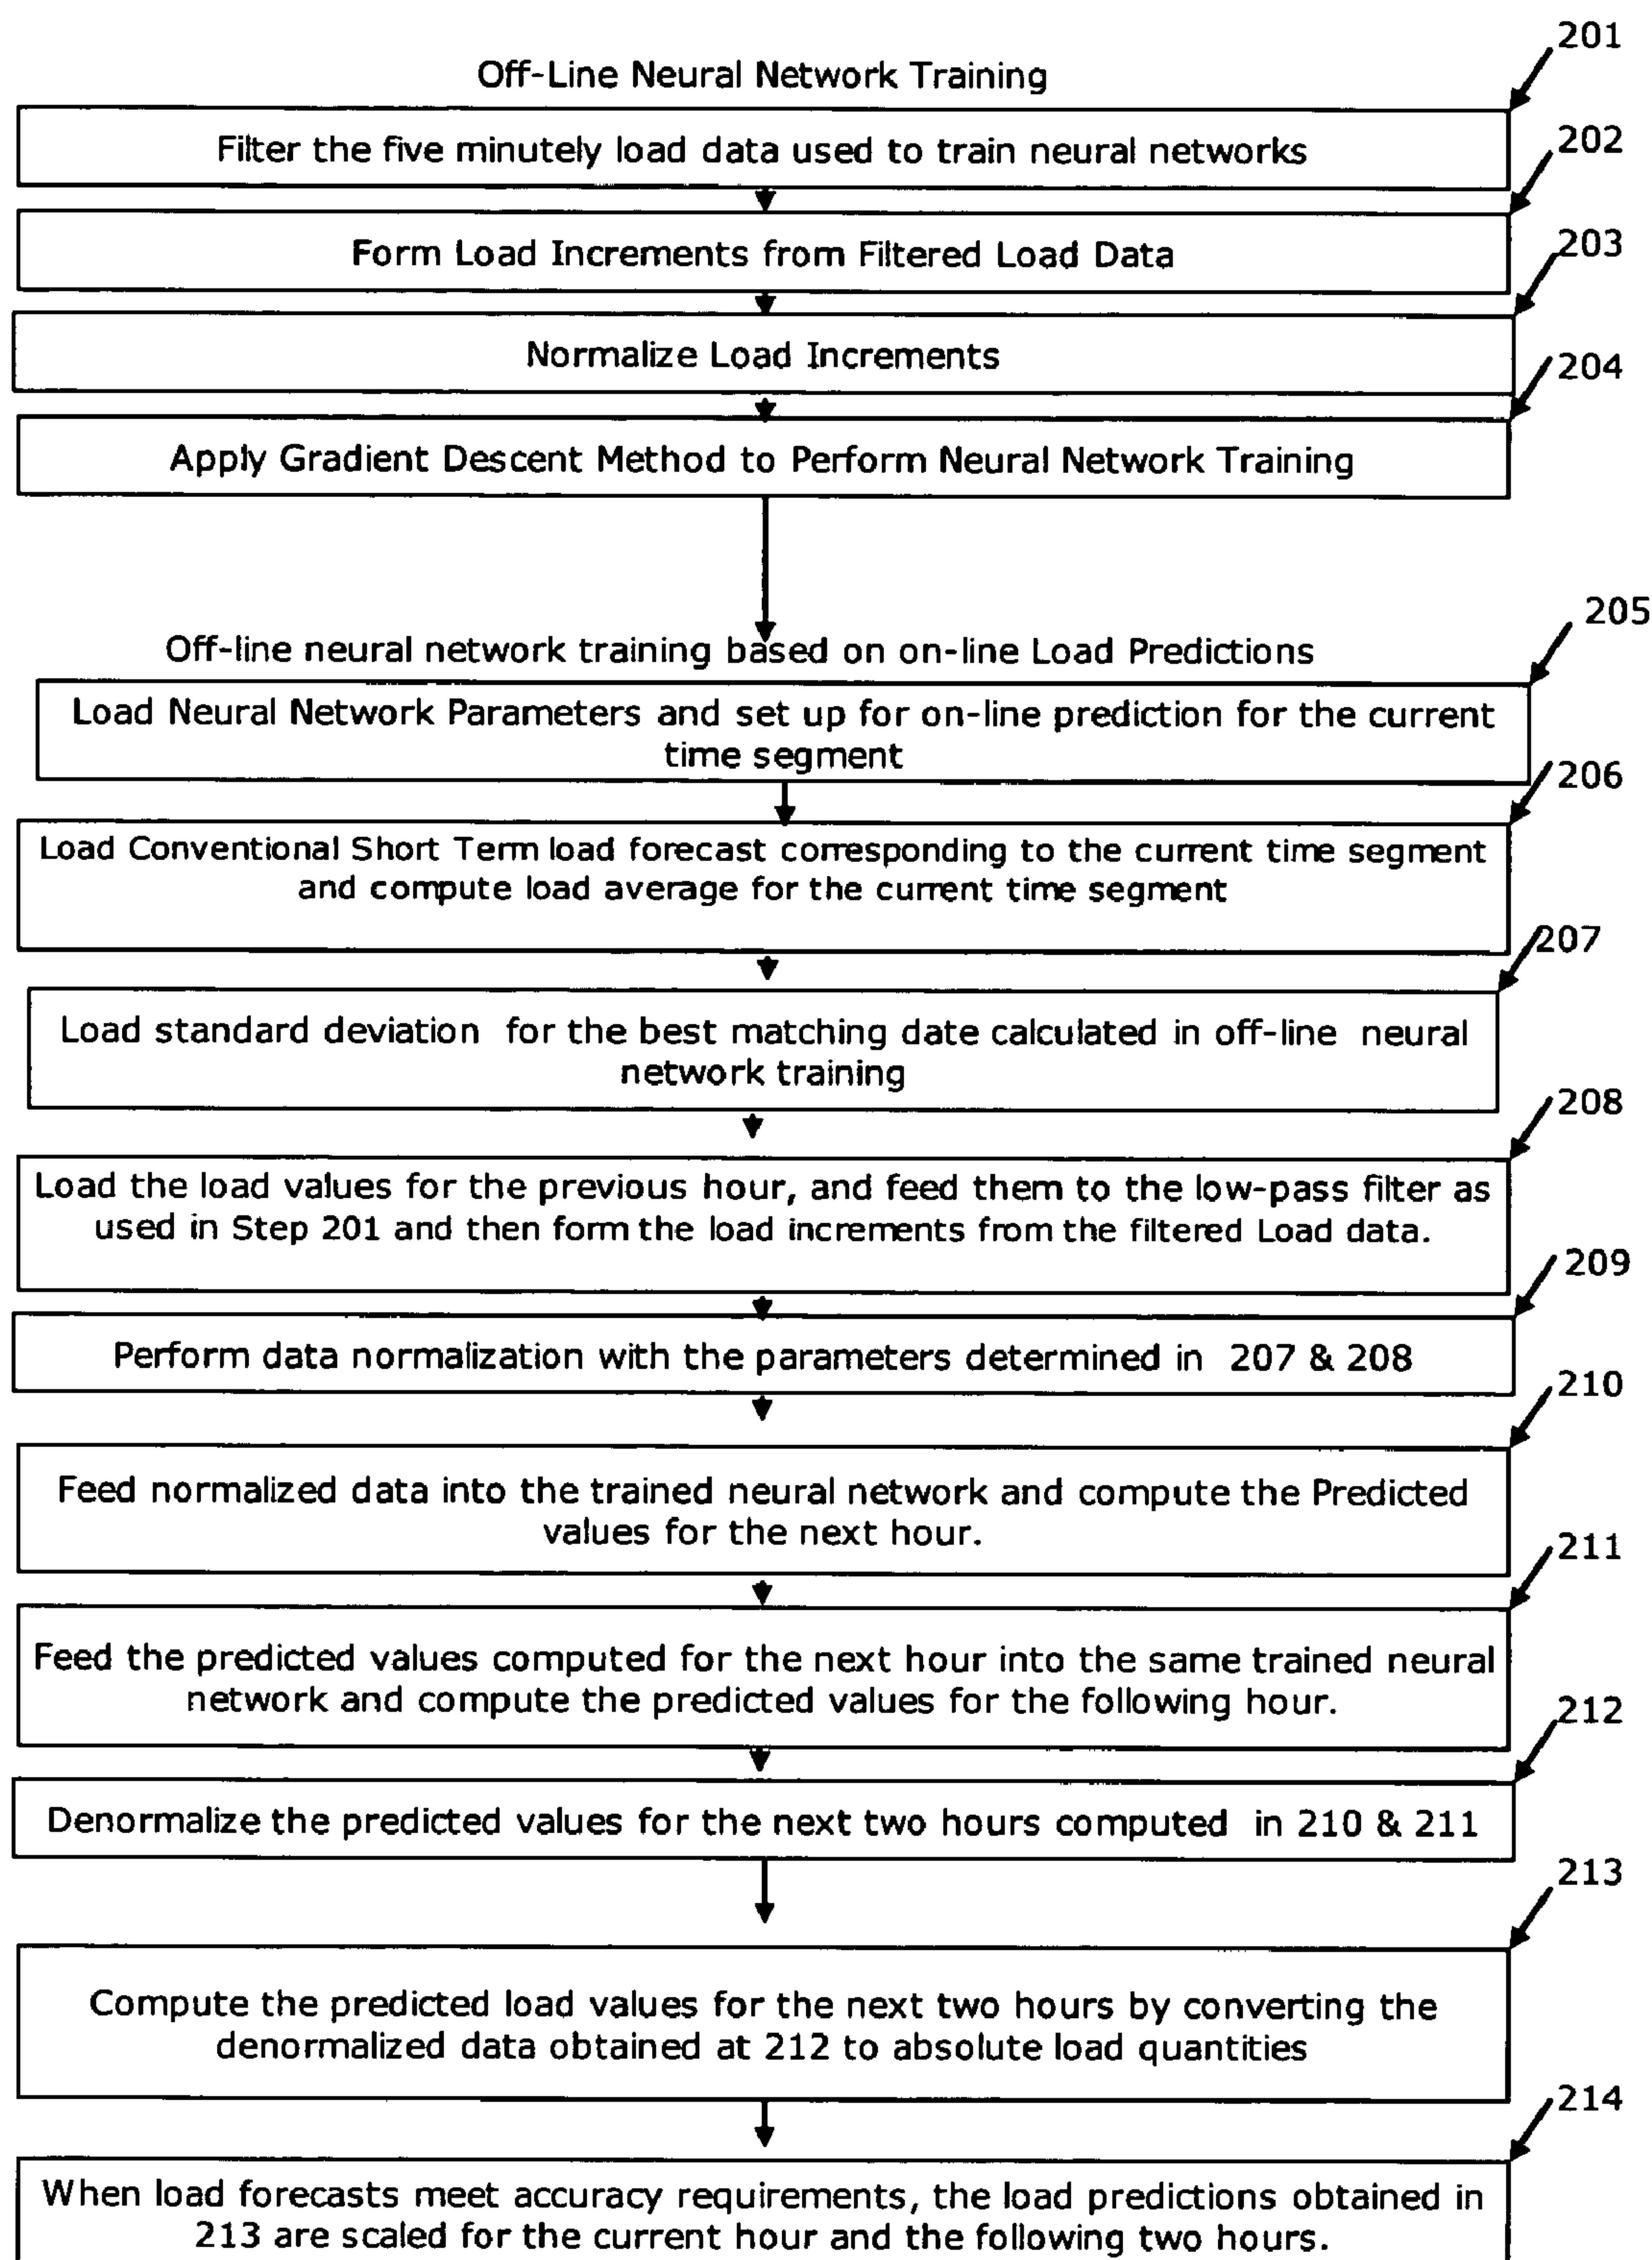 201
Off-Line Neural Network Training
Filter the five minutely load data used to train neural networks
202
Form Load Increments from Filtered Load Data
203
Normalize Load Increments
204
Apply Gradient Descent Method to Perform Neural Network Training
205
Off-line neural network training based on on-line Load Predictions
Load Neural Network Parameters and set up for on-line prediction for the current
time segment
206
Load Conventional Short Term load forecast corresponding to the current time segment
and compute load average for the current time segment
207
Load standard deviation for the best matching date calculated in off-line neural
network training
208
Load the load values for the previous hour, and feed them to the low-pass filter as
used in Step 201 and then form the load increments from the filtered Load data.
209
Perform data normalization with the parameters determined in 207 & 208
210
Feed normalized data into the trained neural network and compute the Predicted
values for the next hour.
211
Feed the predicted values computed for the next hour into the same trained neural
network and compute the predicted values for the following hour.
212
Denormalize the predicted values for the next two hours computed in 210 & 211
213
Compute the predicted load values for the next two hours by converting the
denormalized data obtained at 212 to absolute load quantities
214
When load forecasts meet accuracy requirements, the load predictions obtained in
213 are scaled for the current hour and the following two hours.